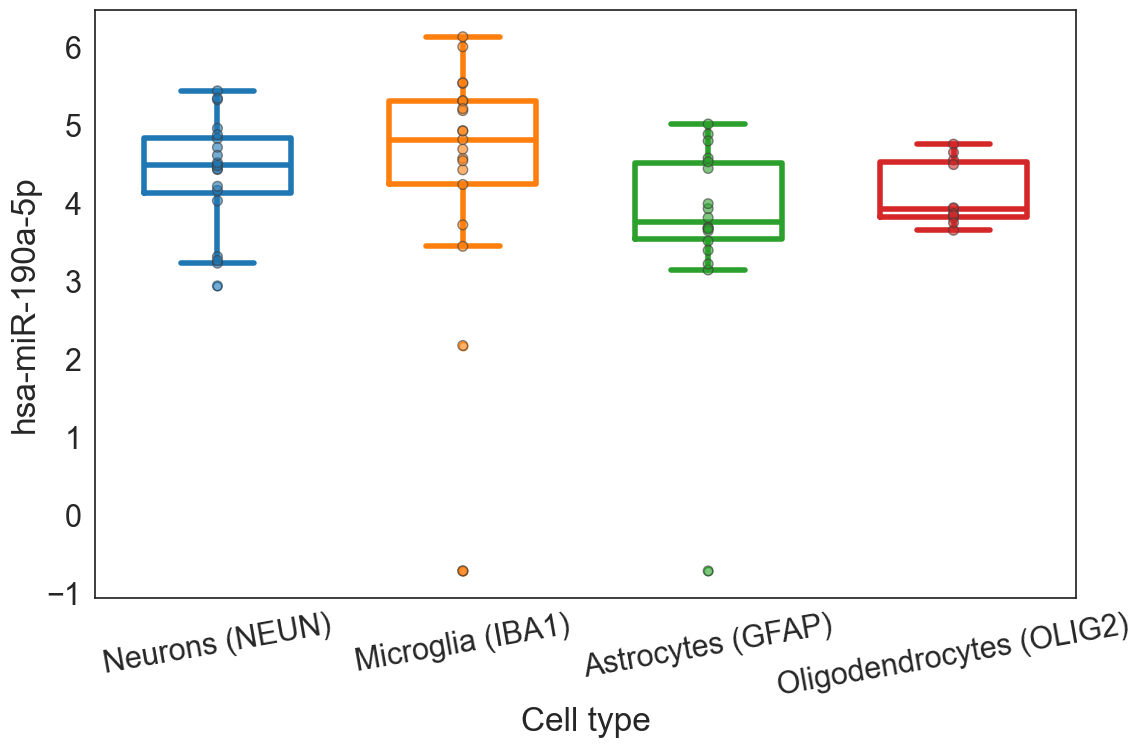 hsa-miR-190a-5p
6
5
4
3
2
1
0
−1
Neurons (NEUN)
Microglia (IBA1)
Astrocytes (GFAP)
Oligodendrocytes (OLIG2)
Cell type